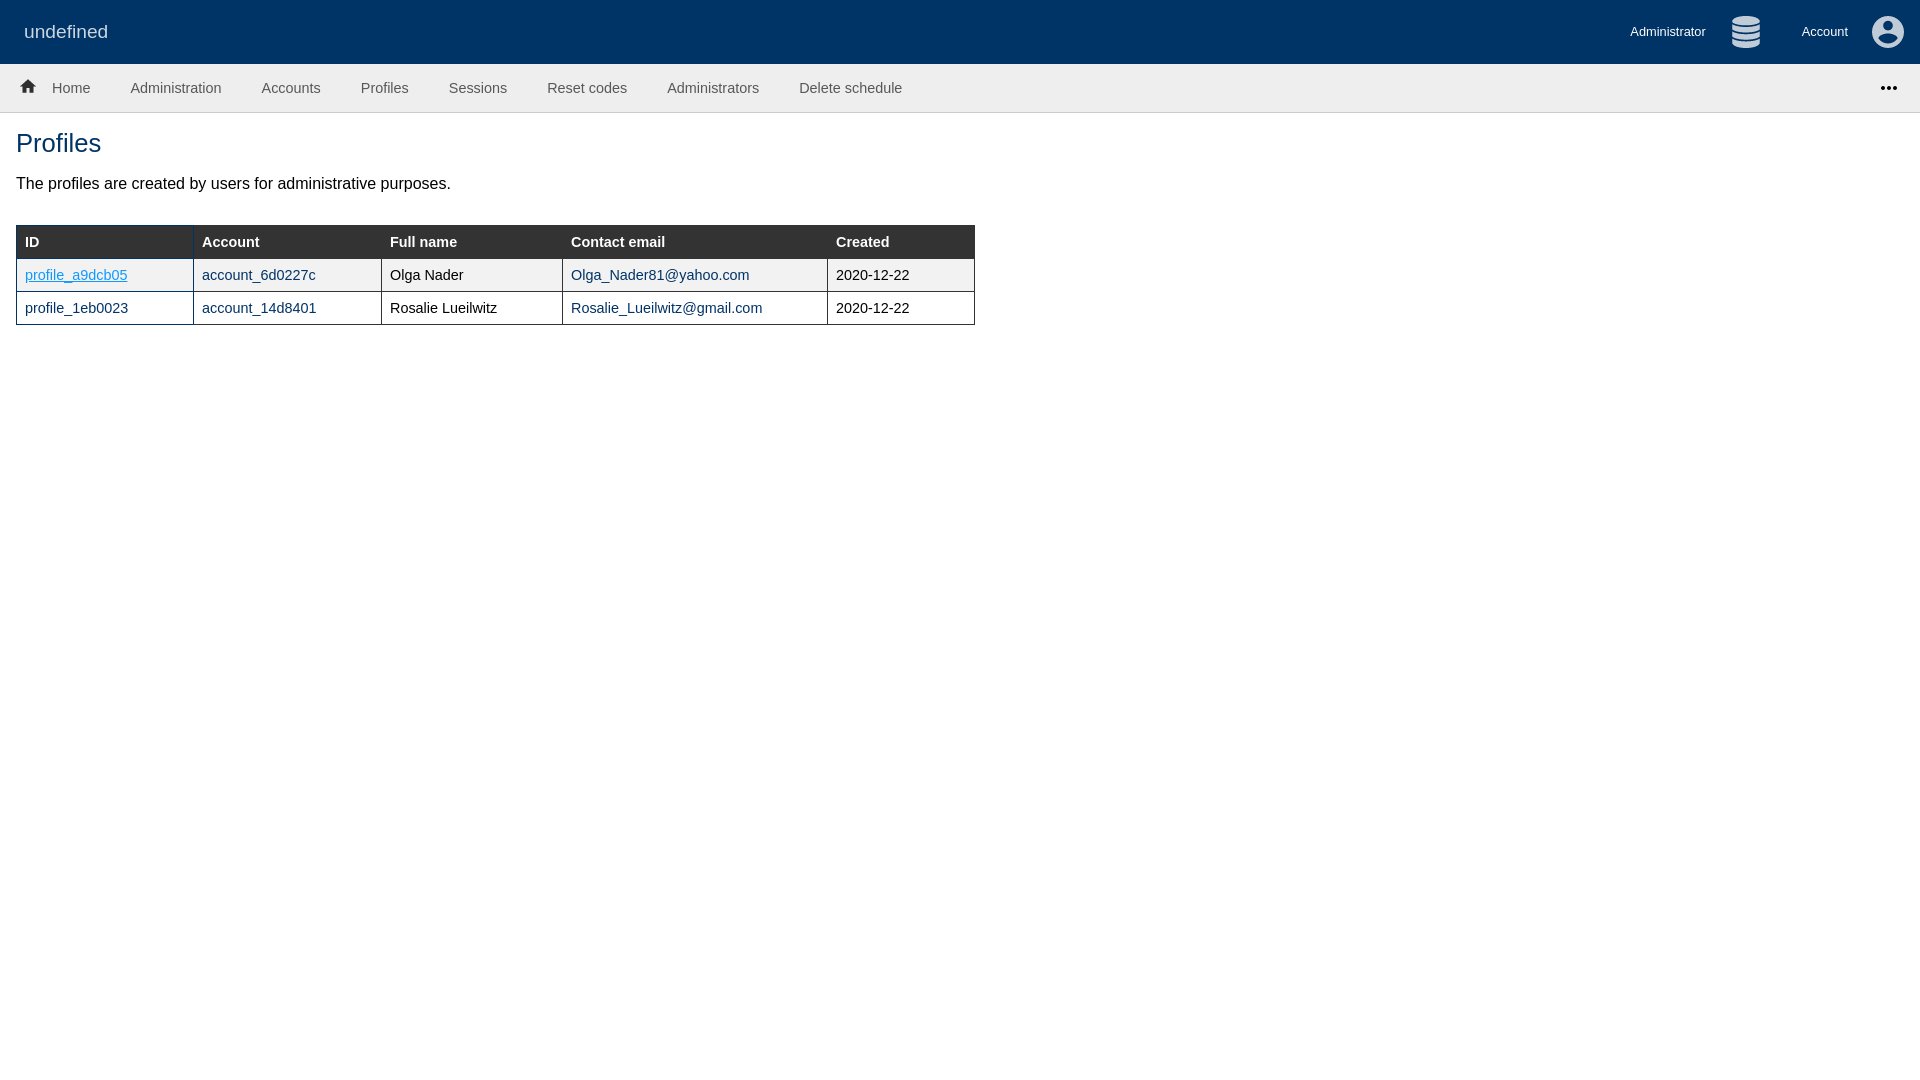 undefined
Administrator
Account
Home Administration Accounts Profiles Sessions Reset codes Administrators Delete schedule
Profiles
The profiles are created by users for administrative purposes.
ID Account Full name Contact email Created
profile_a9dcb05 account_6d0227c Olga Nader Olga_Nader81@yahoo.com 2020-12-22
profile_1eb0023 account_14d8401 Rosalie Lueilwitz Rosalie_Lueilwitz@gmail.com 2020-12-22